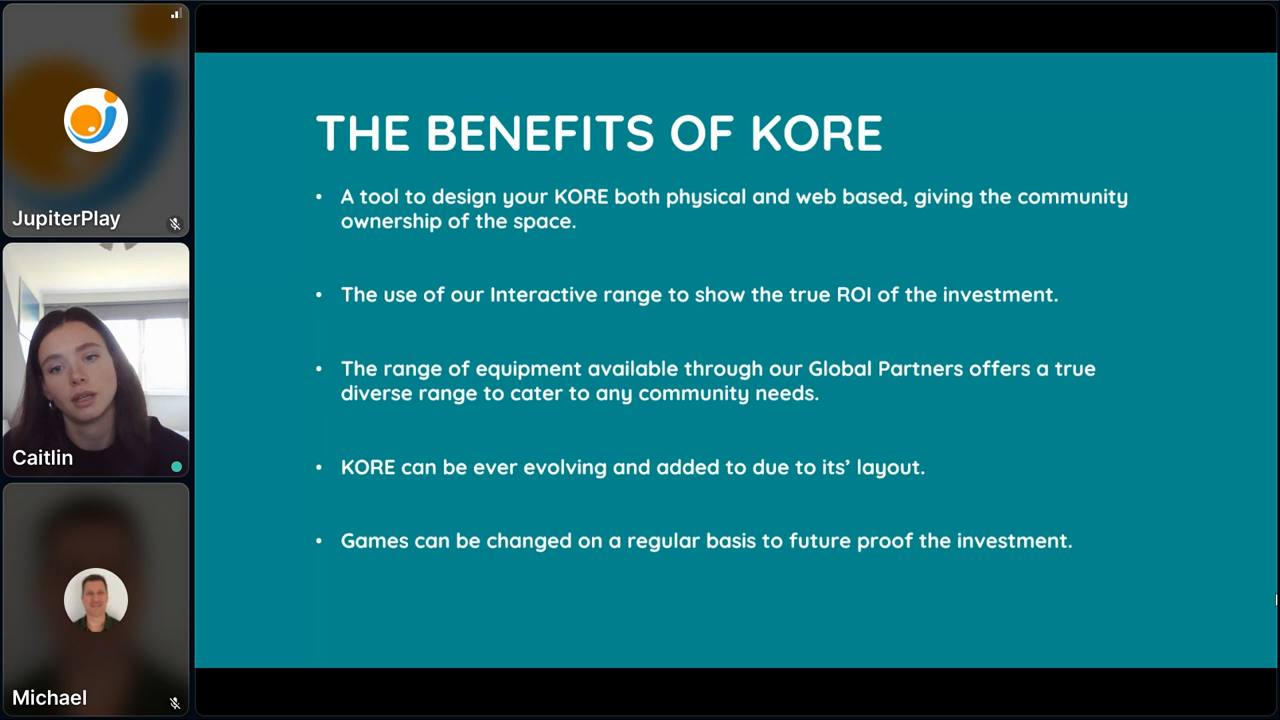 JupiterPlay
Caitlin
Michael
THE BENEFITS OF KORE
• A tool to design your KORE both physical and web based, giving the community
ownership of the space.
• The use of our Interactive range to show the true ROI of the investment.
• The range of equipment available through our Global Partners offers a true
diverse range to cater to any community needs.
• KORE can be ever evolving and added to due to its’ layout.
• Games can be changed on a regular basis to future proof the investment.